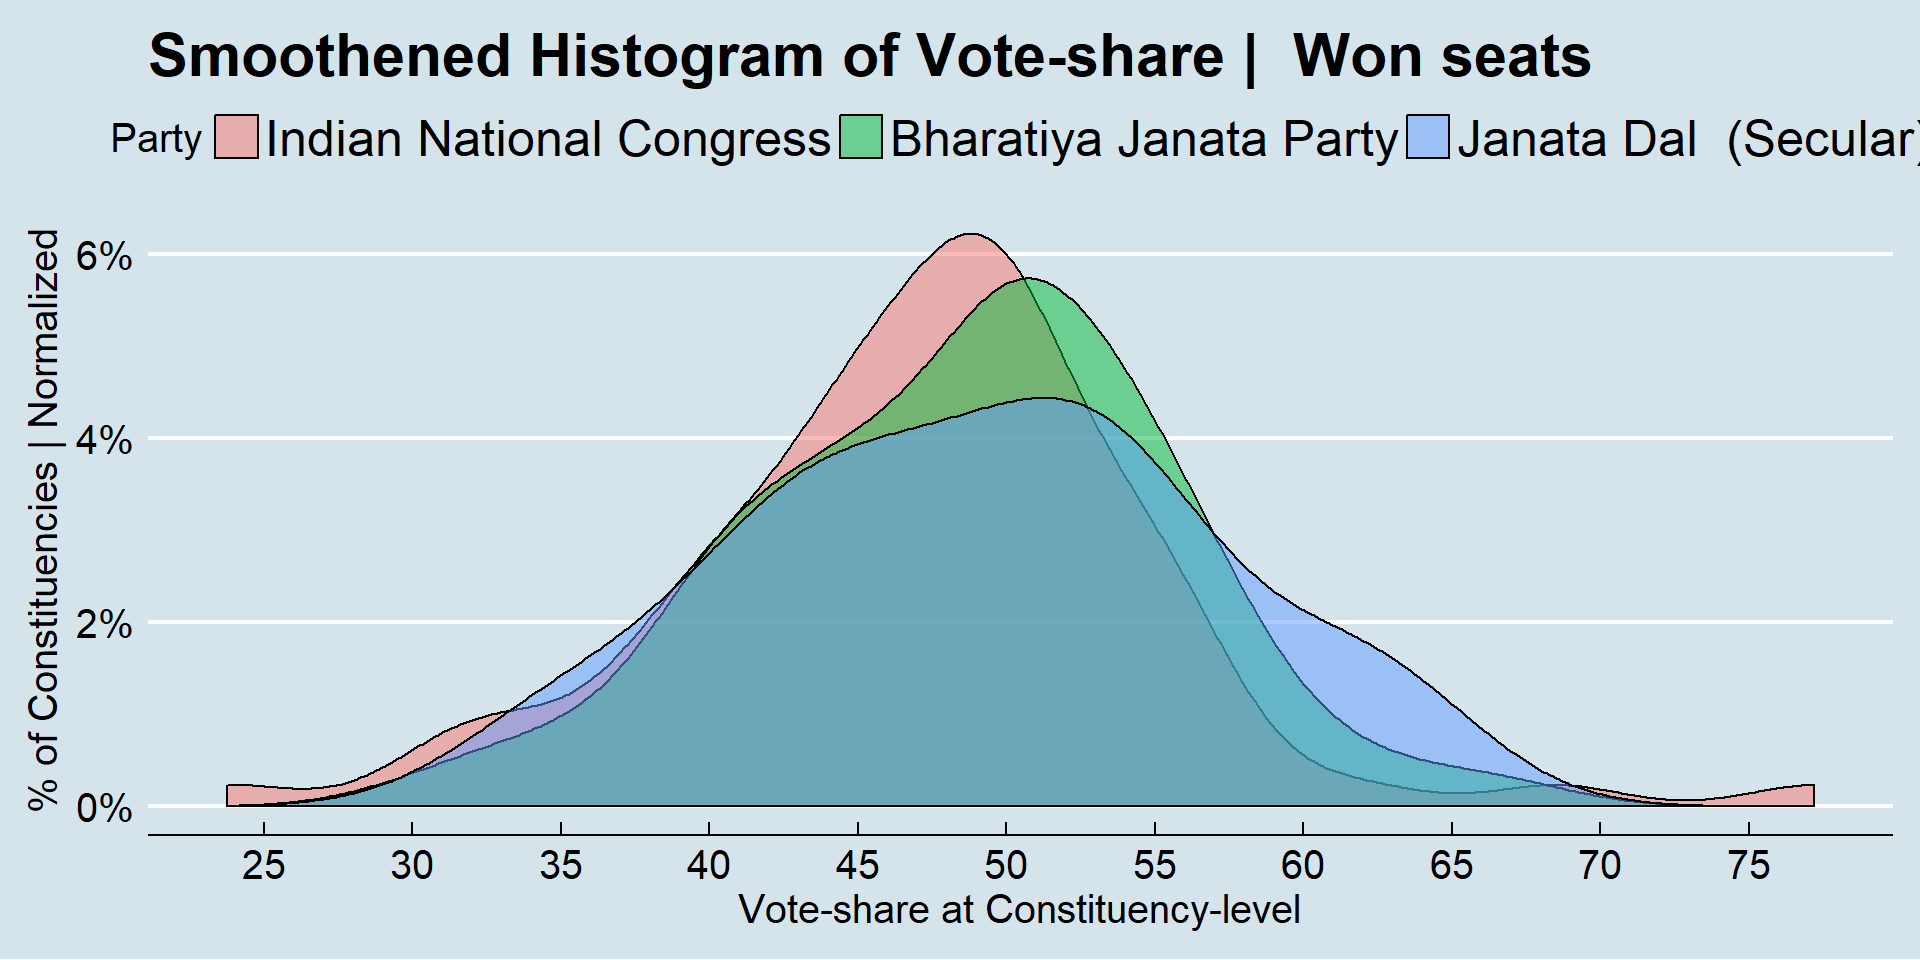 Smoothened Histogram of Vote-share |  Won seats
Party Indian National Congress Bharatiya Janata Party Janata Dal  (Secular)
% of Constituencies | Normalized
6%
4%
2%
0%
25 30 35 40 45 50 55 60 65 70 75
Vote-share at Constituency-level